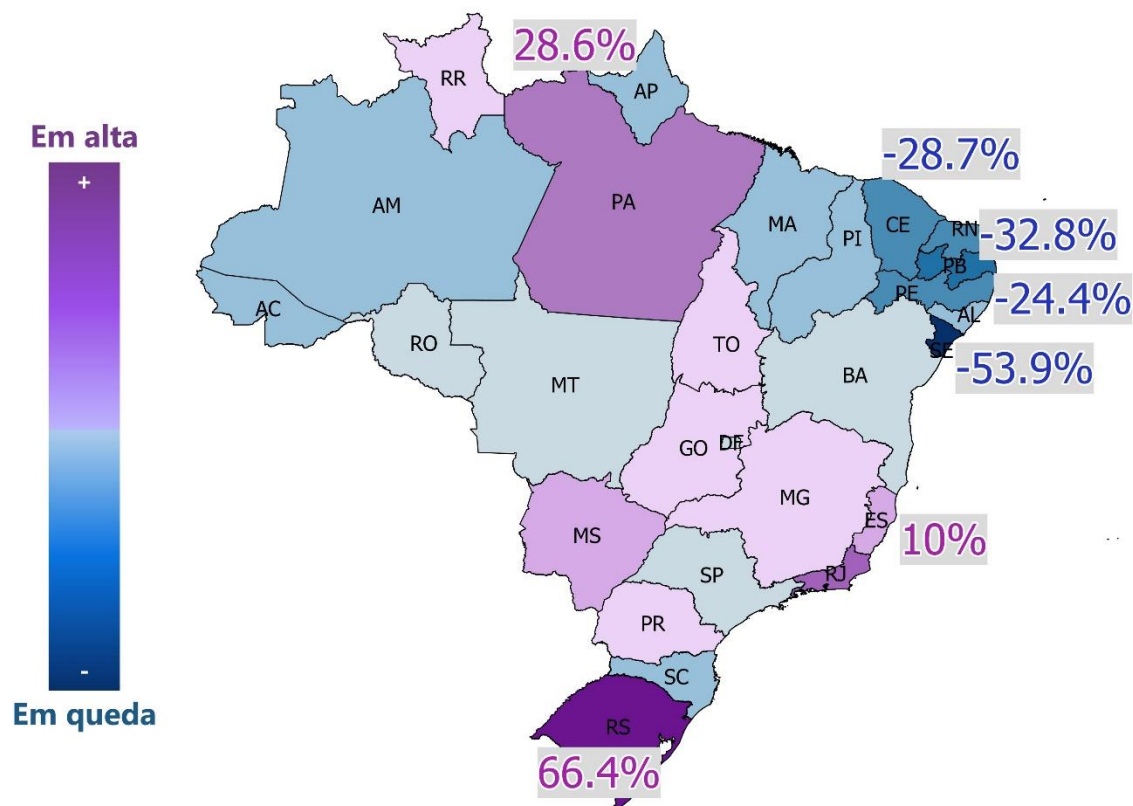 28.6%
RR
AP
Em alta
+
-28.7%
AM
PA
MA
PI
CE
RN
-32.8%
PB
PE
-24.4%
AC
AL
RO
TO
SE
-53.9%
MT
BA
GO
DF
MG
ES
10%
MS
SP
RJ
PR
-
SC
Em queda
RS
66.4%